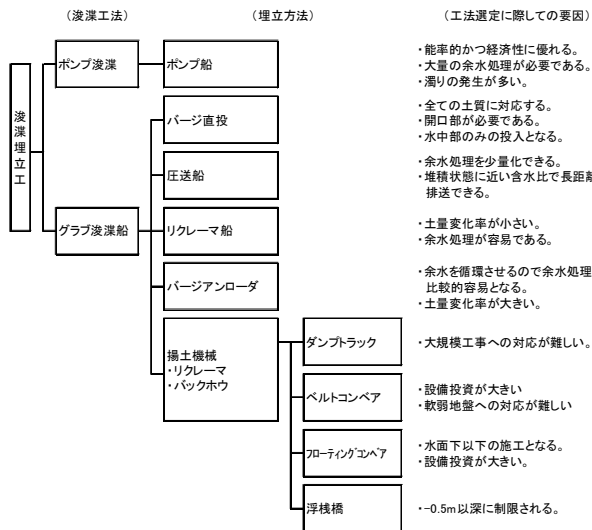 （浚渫工法）
（埋立方法）
（工法選定に際しての要因）
浚渫埋立工
ポンプ浚渫
ポンプ船
・能率的かつ経済性に優れる。
・大量の余水処理が必要である。
・濁りの発生が多い。
バージ直投
・全ての土質に対応する。
・開口部が必要である。
・水中部のみの投入となる。
圧送船
・余水処理を少量化できる。
・堆積状態に近い含水比で長距離
排送できる。
グラブ浚渫船
リクレーマ船
・土量変化率が小さい。
・余水処理が容易である。
バージアンローダ
・余水を循環させるので余水処理
比較的容易となる。
・土量変化率が大きい。
揚土機械
・リクレーマ
・バックホウ
ダンプトラック
・大規模工事への対応が難しい。
ベルトコンベア
・設備投資が大きい
・軟弱地盤への対応が難しい
フローティングコンベア
・水面下以下の施工となる。
・設備投資が大きい。
浮桟橋
・-0.5m以深に制限される。